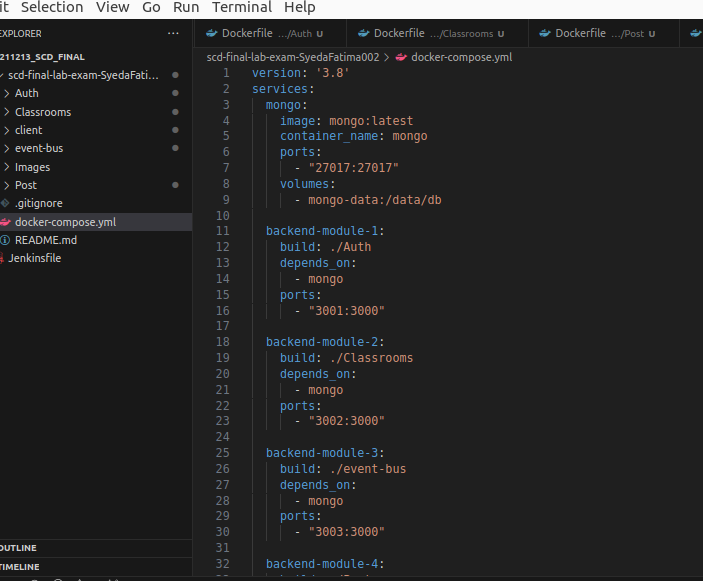 it Selection View Go Run Terminal Help
EXPLORER ...
Dockerfile .../Auth U
Dockerfile .../Classrooms U
Dockerfile .../Post U
211213_SCD_FINAL
scd-final-lab-exam-SyedaFati...
Auth
Classrooms
client
event-bus
Images
Post
.gitignore
docker-compose.yml
README.md
Jenkinsfile
OUTLINE
TIMELINE
scd-final-lab-exam-SyedaFatima002 > docker-compose.yml
1 version: '3.8'
2 services:
3 mongo:
4 image: mongo:latest
5 container_name: mongo
6 ports:
7 - "27017:27017"
8 volumes:
9 - mongo-data:/data/db
10
11 backend-module-1:
12 build: ./Auth
13 depends_on:
14 - mongo
15 ports:
16 - "3001:3000"
17
18 backend-module-2:
19 build: ./Classrooms
20 depends_on:
21 - mongo
22 ports:
23 - "3002:3000"
24
25 backend-module-3:
26 build: ./event-bus
27 depends_on:
28 - mongo
29 ports:
30 - "3003:3000"
31
32 backend-module-4: